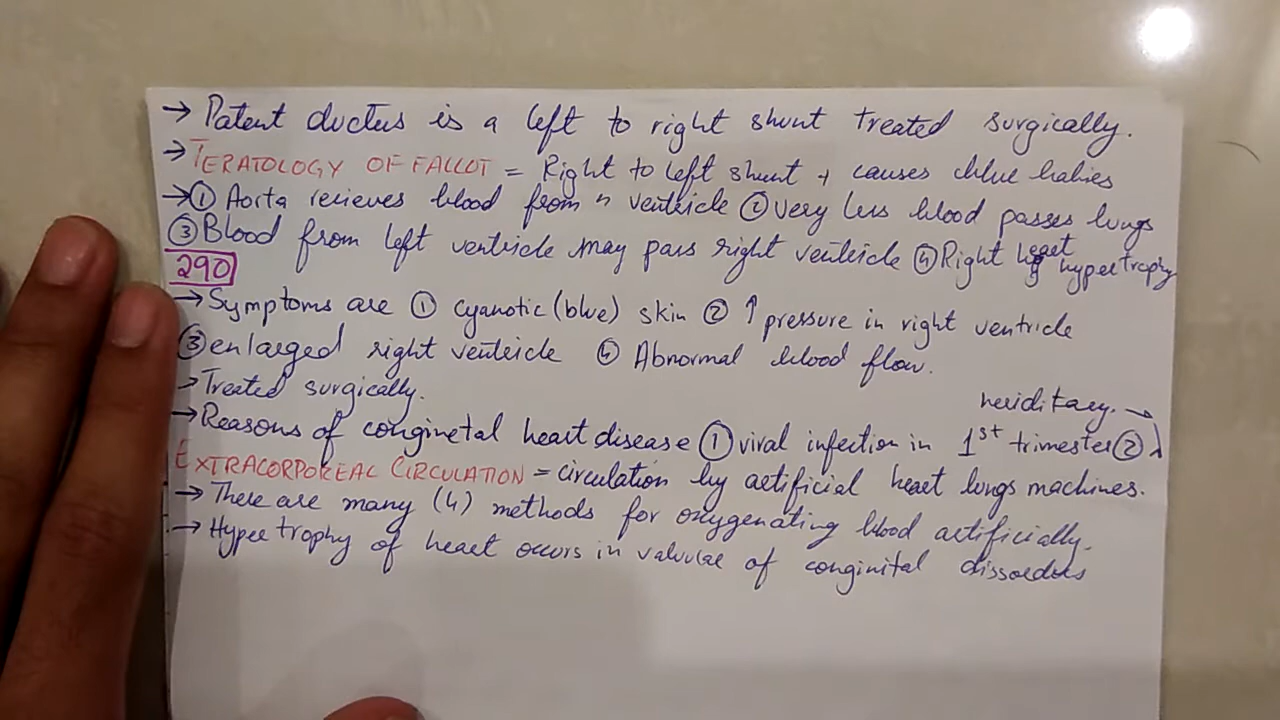 → Patent ductus is a left to right shunt treated surgically.
→ TERATOLOGY OF FALLOT = Right to left shunt + causes blue babies
→ ① Aorta recieves blood from " ventricle ② very less blood passes lungs
③ Blood from left ventricle may pass right ventricle ④ Right heart hypertrophy
290
→ Symptoms are ① cyanotic (blue) skin ② ↑ pressure in right ventricle
③ enlarged right ventricle ④ Abnormal blood flow.
→ Treated surgically.
heriditary.
→ Reasons of conginetal heart disease ① viral infection in 1st trimester ②
EXTRACORPOREAL CIRCULATION = circulation by artificial heart lungs machines.
→ There are many (4) methods for oxygenating blood artificially.
→ Hypertrophy of heart occurs in valvular of conginital dissorders